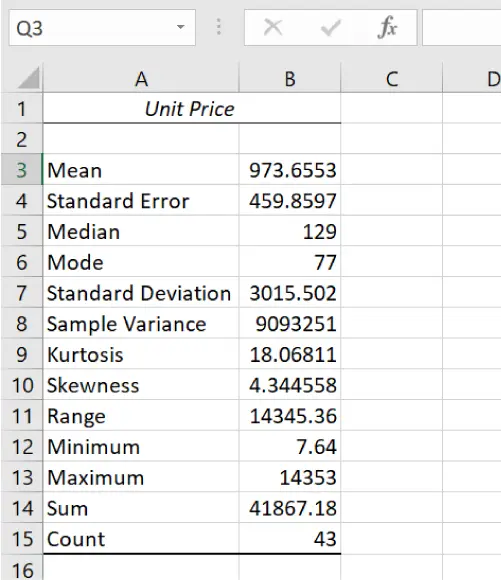 Q3 fx
A B C D
1 Unit Price
2
3 Mean 973.6553
4 Standard Error 459.8597
5 Median 129
6 Mode 77
7 Standard Deviation 3015.502
8 Sample Variance 9093251
9 Kurtosis 18.06811
10 Skewness 4.344558
11 Range 14345.36
12 Minimum 7.64
13 Maximum 14353
14 Sum 41867.18
15 Count 43
16